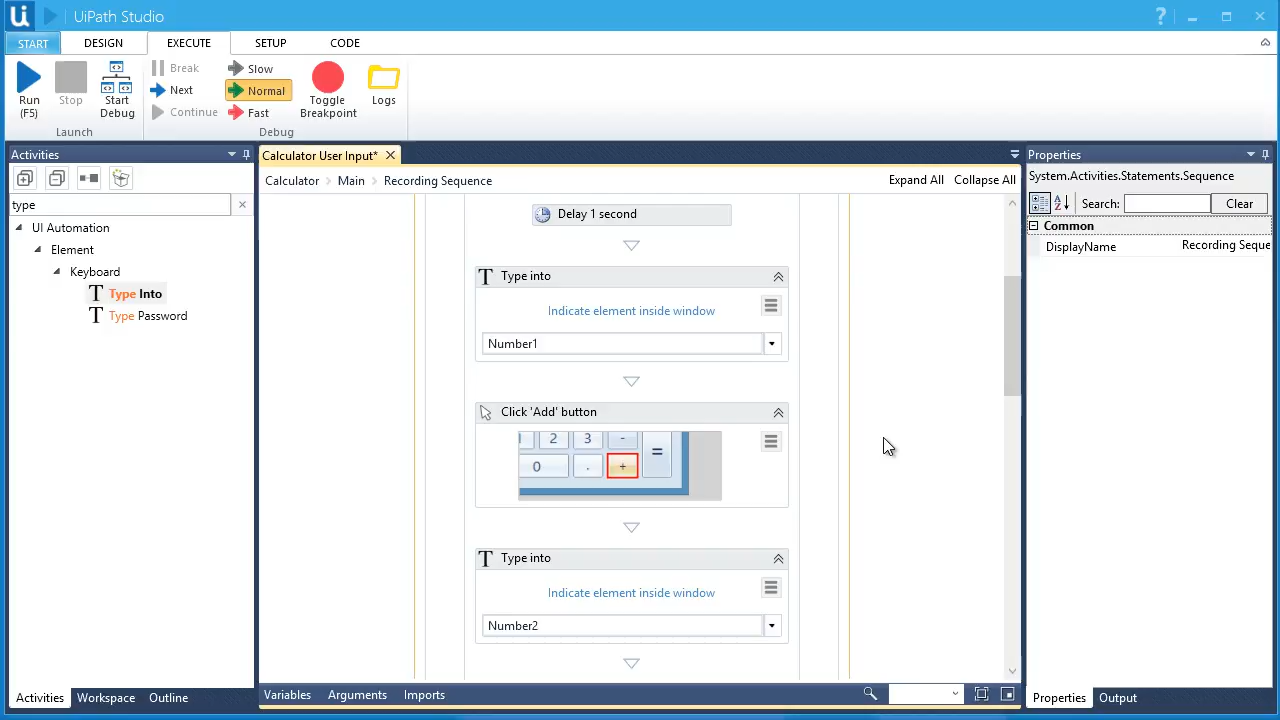 Ui UiPath Studio ?
START DESIGN EXECUTE SETUP CODE
Run (F5)
Stop
Start Debug
Launch
Break
Next
Continue
Slow
Normal
Fast
Toggle Breakpoint
Logs
Debug
Activities
type
UI Automation
Element
Keyboard
T Type Into
T Type Password
Activities Workspace Outline
Calculator User Input*
Calculator Main Recording Sequence
Expand All Collapse All
Delay 1 second
T Type into
Indicate element inside window
Number1
Click 'Add' button
2 3 -
0 . + =
T Type into
Indicate element inside window
Number2
Variables Arguments Imports
Properties
System.Activities.Statements.Sequence
Search: Clear
Common
DisplayName Recording Seque
Properties Output